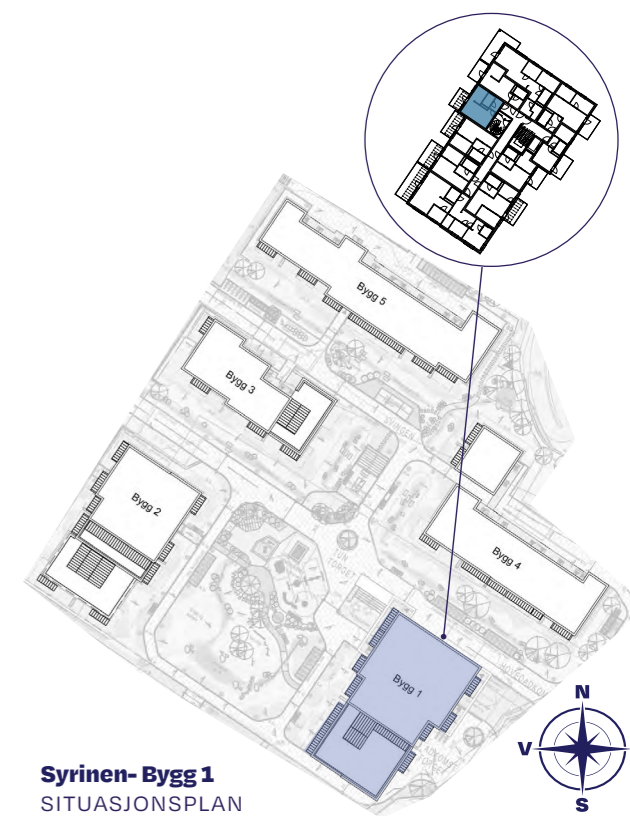 Bygg 5
Bygg 3
Bygg 2
Bygg 4
Bygg 1
N
V
S
Syrinen- Bygg 1
SITUASJONSPLAN